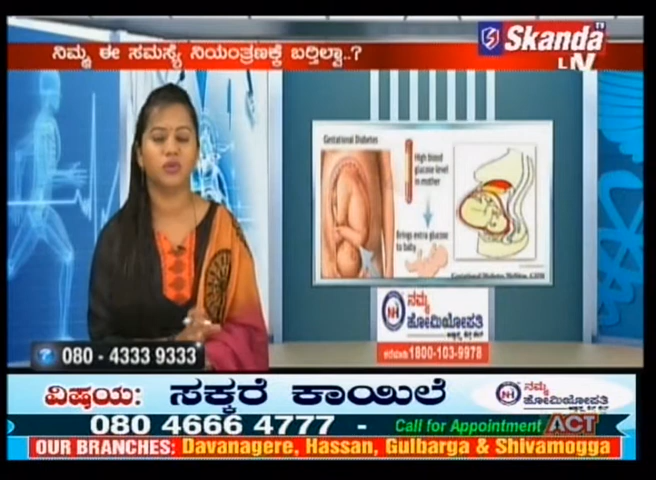 ನಿಮ್ಮ ಈ ಸಮಸ್ಯೆ ನಿಯಂತ್ರಣಕ್ಕೆ ಬರ್‍ತಿಲ್ವಾ..?
Skanda TV
LIV
Gestational Diabetes
High blood
glucose level
in mother
Brings extra glucose
to baby
ನಮ್ಮ
ಹೋಮಿಯೋಪತಿ
ಕರೆಮಾಡಿ 1800-103-9978
080 - 4333 9333
ವಿಷಯ: ಸಕ್ಕರೆ ಕಾಯಿಲೆ
ನಮ್ಮ
ಹೋಮಿಯೋಪತಿ
080 4666 4777 - Call for Appointment ACT
OUR BRANCHES: Davanagere, Hassan, Gulbarga & Shivamogga